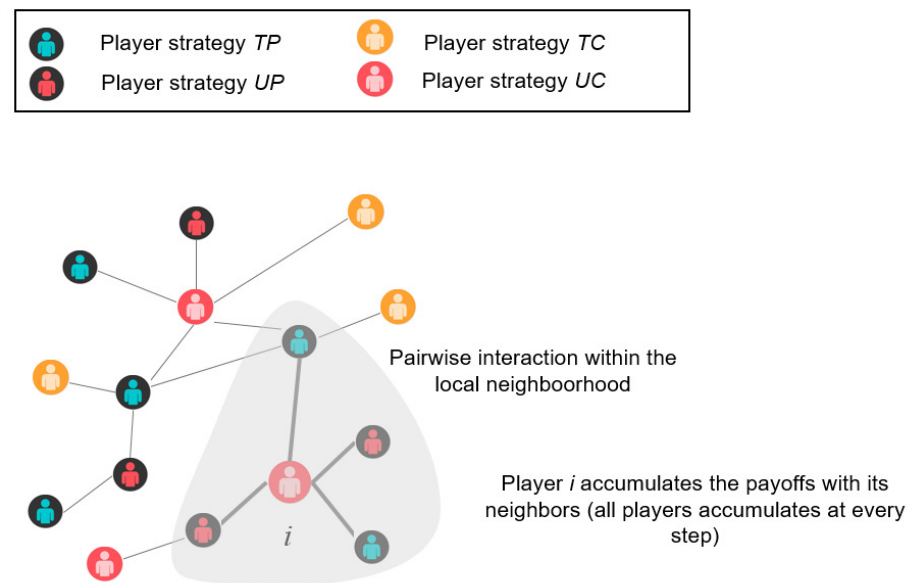 Player strategy TP
Player strategy TC
Player strategy UP
Player strategy UC
Pairwise interaction within the
local neighboorhood
Player i accumulates the payoffs with its
neighbors (all players accumulates at every
step)
i